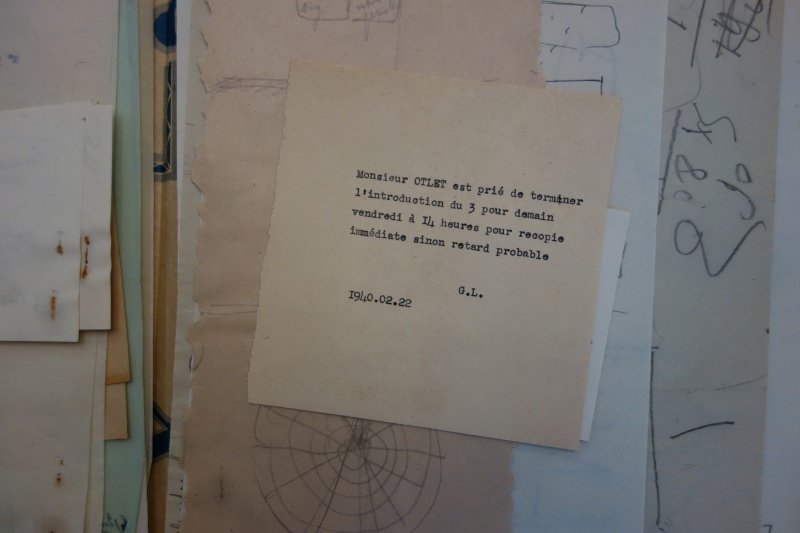 Monsieur OTLET est prié de terminer
l'introduction du 3 pour demain
vendredi à 14 heures pour recopie
immédiate sinon retard probable
G.L.
1940.02.22